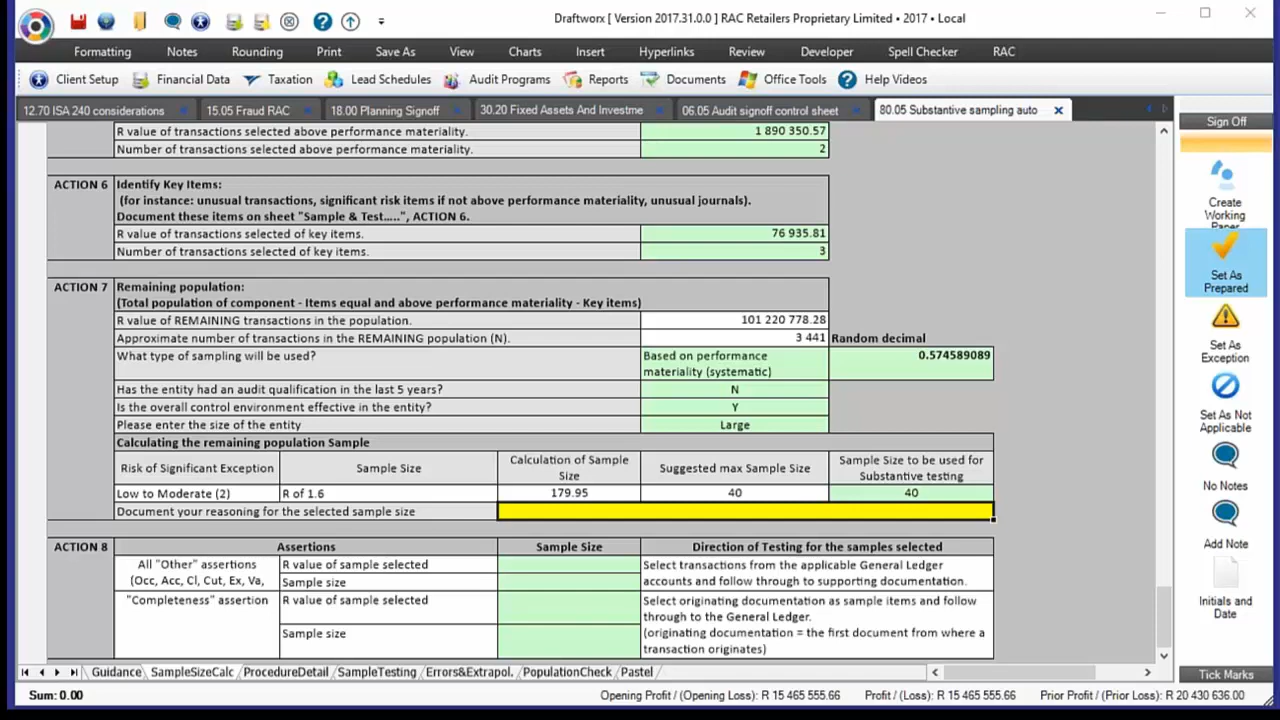 Draftworx [ Version 2017.31.0.0 ] RAC Retailers Proprietary Limited • 2017 • Local
Formatting Notes Rounding Print Save As View Charts Insert Hyperlinks Review Developer Spell Checker RAC
Client Setup Financial Data Taxation Lead Schedules Audit Programs Reports Documents Office Tools Help Videos
12.70 ISA 240 considerations 15.05 Fraud RAC 18.00 Planning Signoff 30.20 Fixed Assets And Investme 06.05 Audit signoff control sheet 80.05 Substantive sampling auto
R value of transactions selected above performance materiality. 1 890 350.57
Number of transactions selected above performance materiality. 2
ACTION 6 Identify Key Items:
(for instance: unusual transactions, significant risk items if not above performance materiality, unusual journals).
Document these items on sheet "Sample & Test.....", ACTION 6.
R value of transactions selected of key items. 76 935.81
Number of transactions selected of key items. 3
ACTION 7 Remaining population:
(Total population of component - Items equal and above performance materiality - Key items)
R value of REMAINING transactions in the population. 101 220 778.28
Approximate number of transactions in the REMAINING population (N). 3 441 Random decimal
What type of sampling will be used? Based on performance materiality (systematic) 0.574589089
Has the entity had an audit qualification in the last 5 years? N
Is the overall control environment effective in the entity? Y
Please enter the size of the entity Large
Calculating the remaining population Sample
Risk of Significant Exception Sample Size Calculation of Sample Size Suggested max Sample Size Sample Size to be used for Substantive testing
Low to Moderate (2) R of 1.6 179.95 40 40
Document your reasoning for the selected sample size
ACTION 8 Assertions Sample Size Direction of Testing for the samples selected
All "Other" assertions R value of sample selected Select transactions from the applicable General Ledger
(Occ, Acc, Cl, Cut, Ex, Va, Sample size accounts and follow through to supporting documentation.
"Completeness" assertion R value of sample selected Select originating documentation as sample items and follow
through to the General Ledger.
Sample size (originating documentation = the first document from where a
transaction originates)
Guidance SampleSizeCalc ProcedureDetail SampleTesting Errors&Extrapol. PopulationCheck Pastel
Sum: 0.00 Opening Profit / (Opening Loss): R 15 465 555.66 Profit / (Loss): R 15 465 555.66 Prior Profit / (Prior Loss): R 20 430 636.00
Sign Off
Create
Working
Paper
Set As
Prepared
Set As
Exception
Set As Not
Applicable
No Notes
Add Note
Initials and
Date
Tick Marks